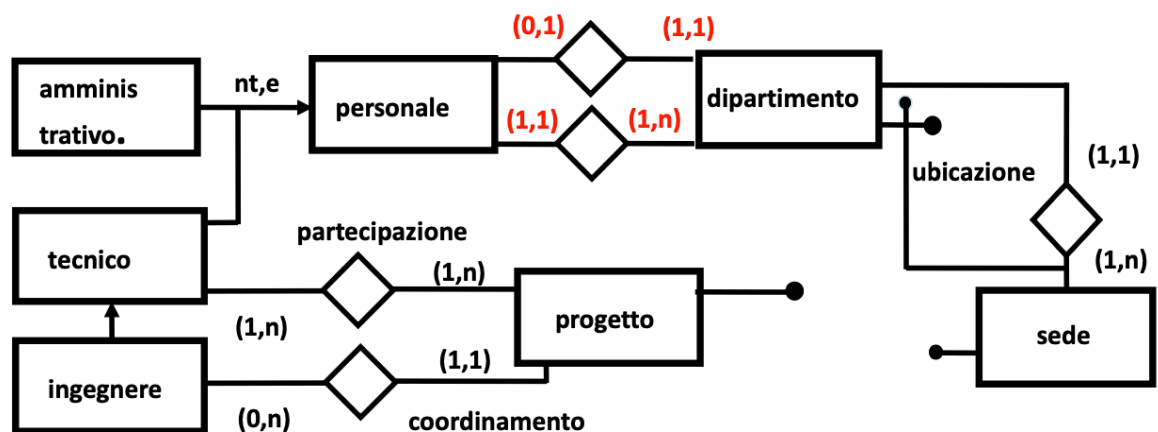 (0,1)
(1,1)
amminis
trativo.
nt,e
personale
dipartimento
(1,1)
(1,n)
ubicazione
(1,1)
tecnico
partecipazione
(1,n)
(1,n)
progetto
(1,n)
sede
ingegnere
(1,1)
(0,n)
coordinamento